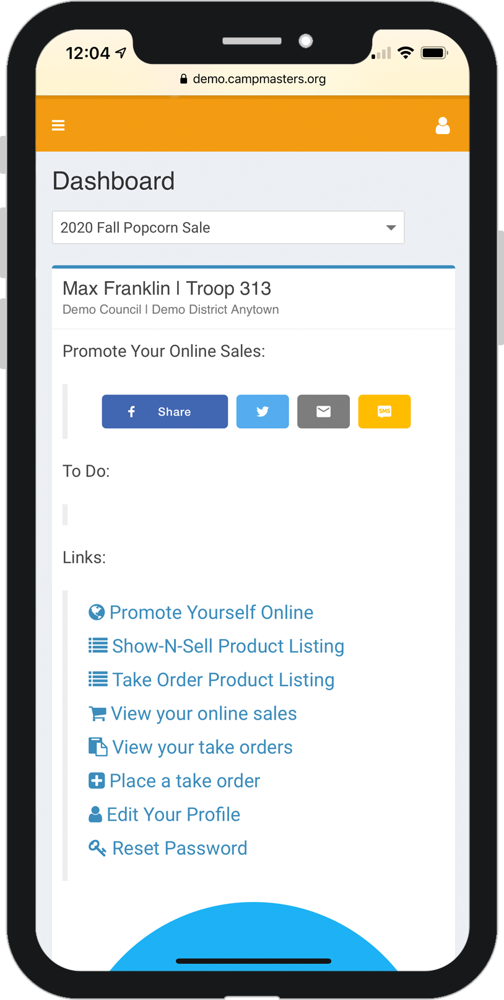 12:04
demo.campmasters.org
Dashboard
2020 Fall Popcorn Sale
Max Franklin | Troop 313
Demo Council | Demo District Anytown
Promote Your Online Sales:
Share
SMS
To Do:
Links:
Promote Yourself Online
Show-N-Sell Product Listing
Take Order Product Listing
View your online sales
View your take orders
Place a take order
Edit Your Profile
Reset Password